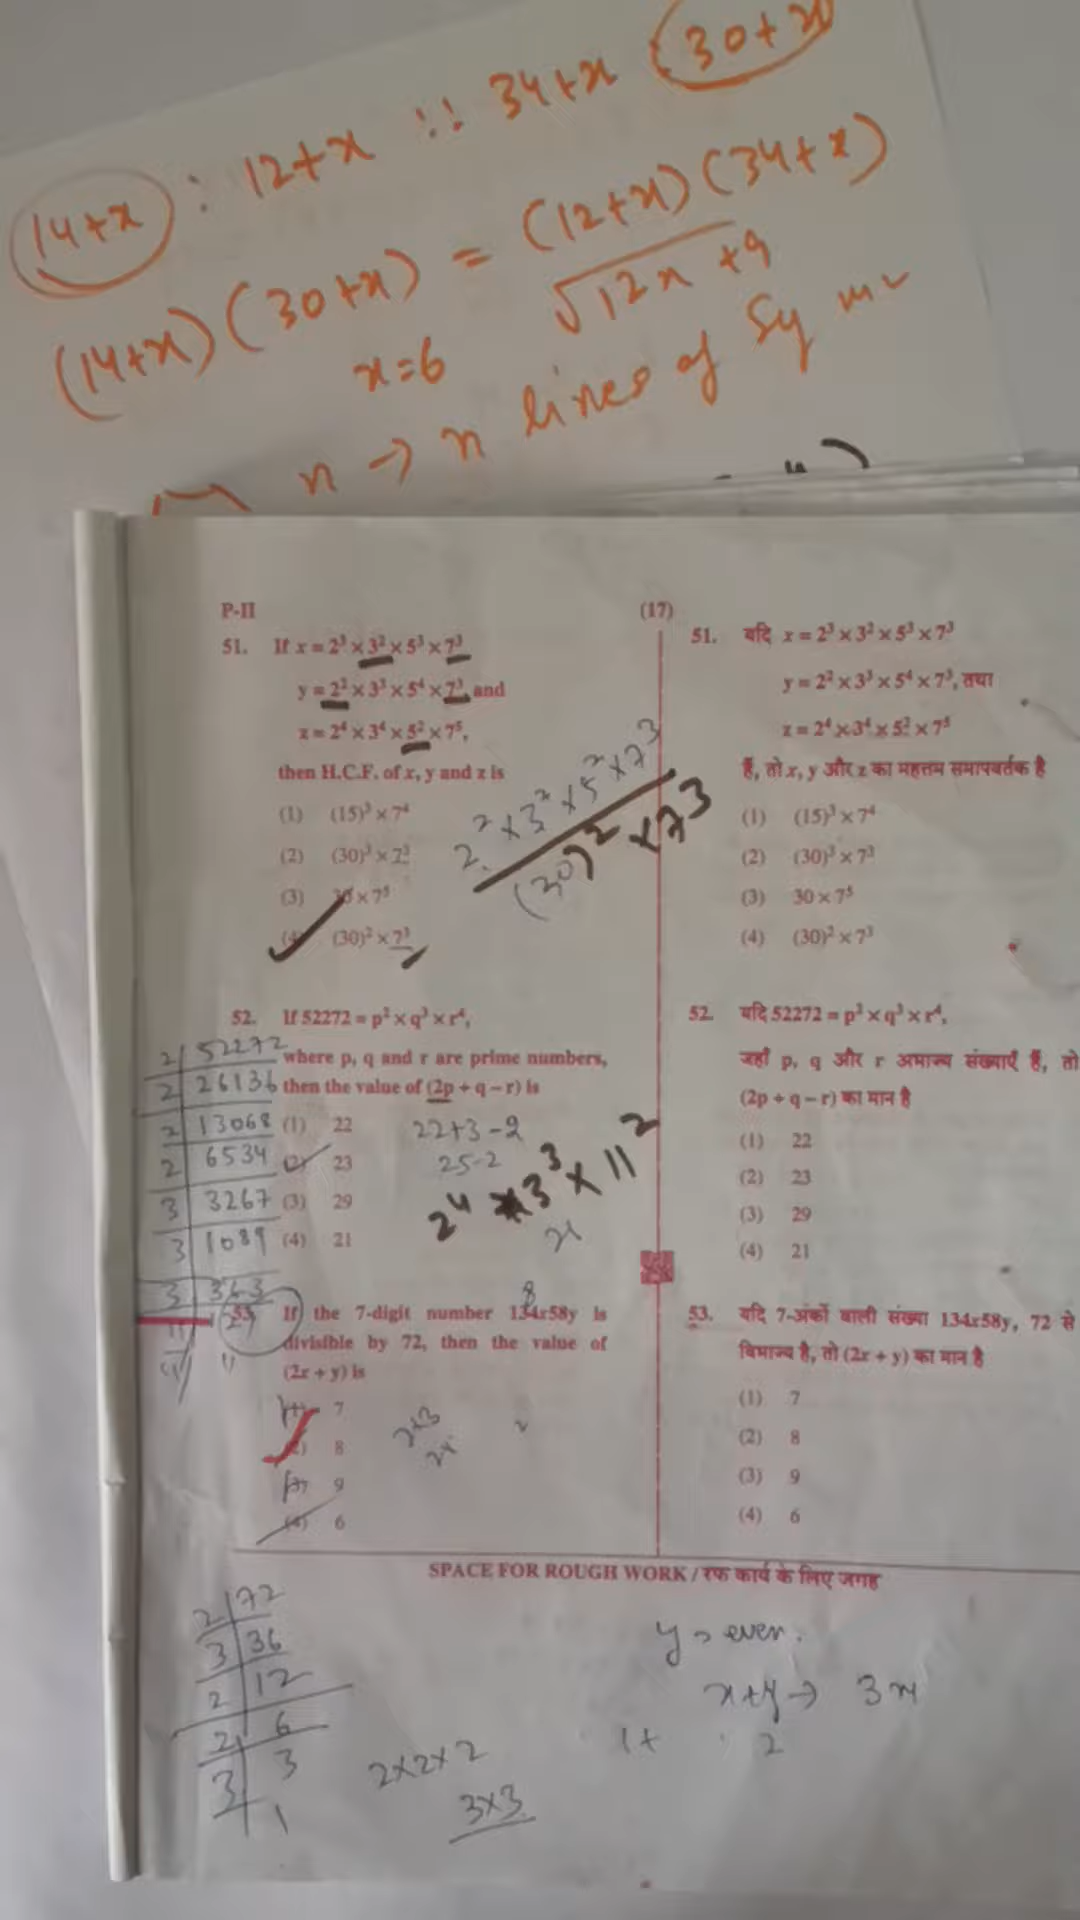 14+x : 12+x :: 34+x 30+x
(14+x)(30+x) = (12+x)(34+x)
x=6 √12x+9
n → n lines of Sym
P-II
(17)
51. If x = 2³ × 3² × 5³ × 7³
y = 2² × 3³ × 5⁴ × 7³, and
z = 2⁴ × 3⁴ × 5² × 7⁵,
then H.C.F. of x, y and z is
(1) (15)³ × 7⁴
(2) (30)³ × 7³
(3) 30 × 7⁵
(4) (30)² × 7³
2² × 3² × 5² × 7³
(30)² × 7³
52. If 52272 = p² × q³ × r⁴,
where p, q and r are prime numbers,
then the value of (2p + q − r) is
(1) 22
(2) 23
(3) 29
(4) 21
2 52272
2 26136
2 13068
2 6534
3 3267
3 1089
3 363
11
22+3-2
25-2
2⁴ × 3³ × 11²
x
8
53. If the 7-digit number 134x58y is
divisible by 72, then the value of
(2x + y) is
(1) 7
(2) 8
(3) 9
(4) 6
51. यदि x = 2³ × 3² × 5³ × 7³
y = 2² × 3³ × 5⁴ × 7³, तथा
z = 2⁴ × 3⁴ × 5² × 7⁵
हैं, तो x, y और z का महत्तम समापवर्तक है
(1) (15)³ × 7⁴
(2) (30)³ × 7³
(3) 30 × 7⁵
(4) (30)² × 7³
52. यदि 52272 = p² × q³ × r⁴,
जहाँ p, q और r अभाज्य संख्याएँ हैं, तो
(2p + q − r) का मान है
(1) 22
(2) 23
(3) 29
(4) 21
53. यदि 7-अंकों वाली संख्या 134x58y, 72 से
विभाज्य है, तो (2x + y) का मान है
(1) 7
(2) 8
(3) 9
(4) 6
SPACE FOR ROUGH WORK / रफ कार्य के लिए जगह
2 72
3 36
2 12
2 6
3 3
1
2×2×2
3×3
y → even.
x+y →
1+ 2